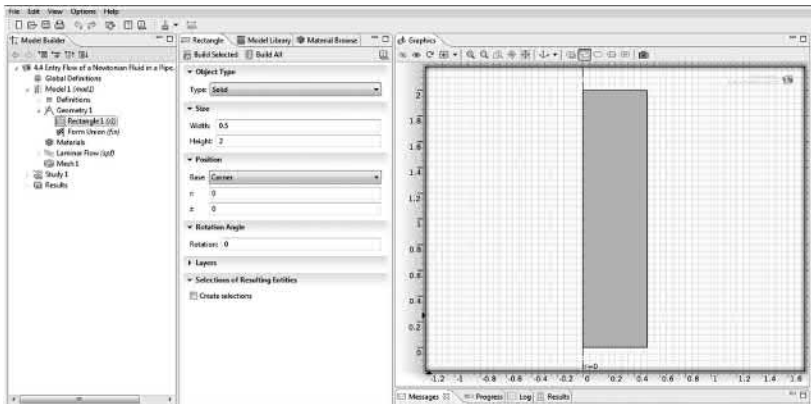 File Edit View Options Help
Model Builder
4.4 Entry Flow of a Newtonian Fluid in a Pipe.
Global Definitions
Model 1 (mod1)
Definitions
Geometry 1
Rectangle 1 (r1)
Form Union (fin)
Materials
Laminar Flow (spf)
Mesh 1
Study 1
Results
Rectangle
Model Library
Material Browse
Build Selected
Build All
Object Type
Type: Solid
Size
Width: 0.5
Height: 2
Position
Base: Corner
r: 0
z: 0
Rotation Angle
Rotation: 0
Layers
Selections of Resulting Entities
Create selections
Graphics
2
1.8
1.6
1.4
1.2
1
0.8
0.6
0.4
0.2
0
r=0
-1.2 -1 -0.8 -0.6 -0.4 -0.2 0 0.2 0.4 0.6 0.8 1 1.2 1.4 1.6
Messages
Progress
Log
Results